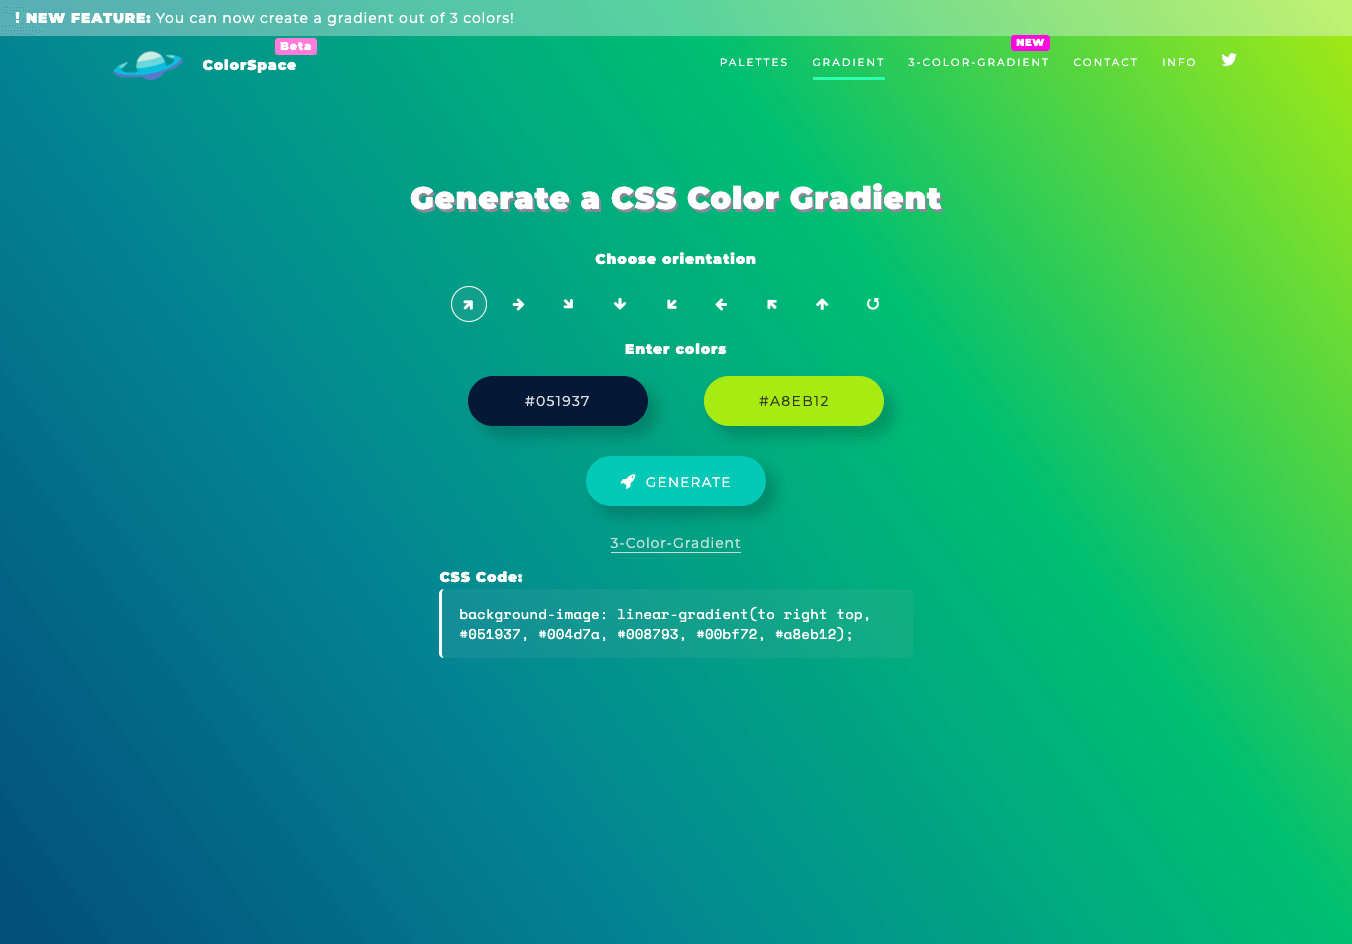 ! NEW FEATURE: You can now create a gradient out of 3 colors!
ColorSpace Beta
PALETTES GRADIENT 3-COLOR-GRADIENT NEW CONTACT INFO
Generate a CSS Color Gradient
Choose orientation
Enter colors
#051937 #A8EB12
GENERATE
3-Color-Gradient
CSS Code:
background-image: linear-gradient(to right top,
#051937, #004d7a, #008793, #00bf72, #a8eb12);